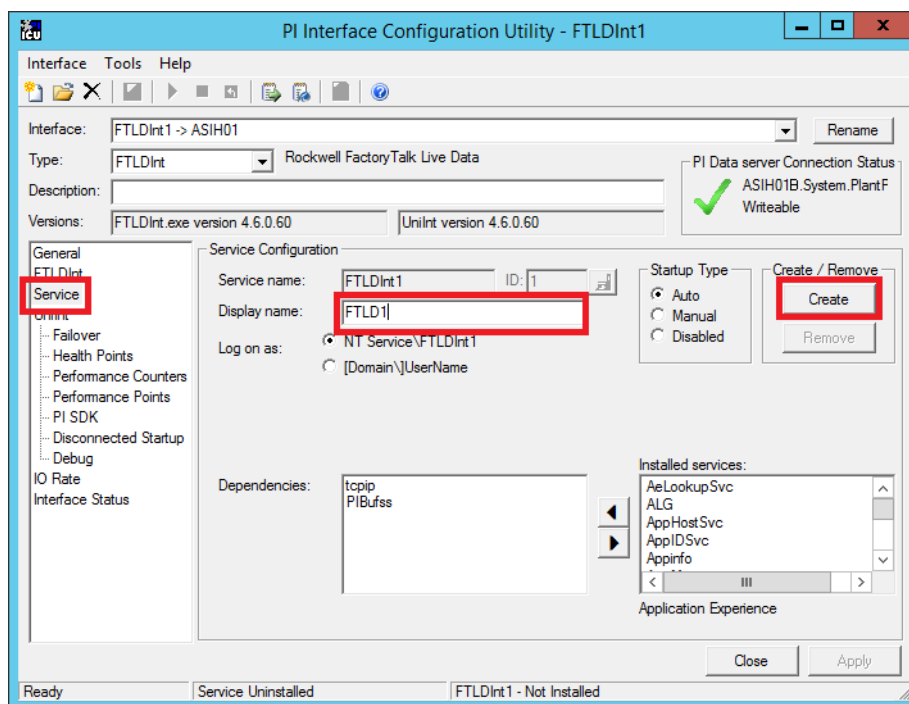 PI Interface Configuration Utility - FTLDInt1
Interface Tools Help
Interface: FTLDInt1 -> ASIH01 Rename
Type: FTLDInt Rockwell FactoryTalk Live Data
PI Data server Connection Status
ASIH01B.System.PlantF
Writeable
Description:
Versions: FTLDInt.exe version 4.6.0.60 UniInt version 4.6.0.60
General
FTLDInt
Service
UniInt
Failover
Health Points
Performance Counters
Performance Points
PI SDK
Disconnected Startup
Debug
IO Rate
Interface Status
Service Configuration
Service name: FTLDInt1 ID: 1
Display name: FTLD1
Log on as: NT Service\FTLDInt1
[Domain\]UserName
Startup Type
Auto
Manual
Disabled
Create / Remove
Create
Remove
Dependencies: tcpip
PIBufss
Installed services:
AeLookupSvc
ALG
AppHostSvc
AppIDSvc
Appinfo
Application Experience
Close Apply
Ready Service Uninstalled FTLDInt1 - Not Installed